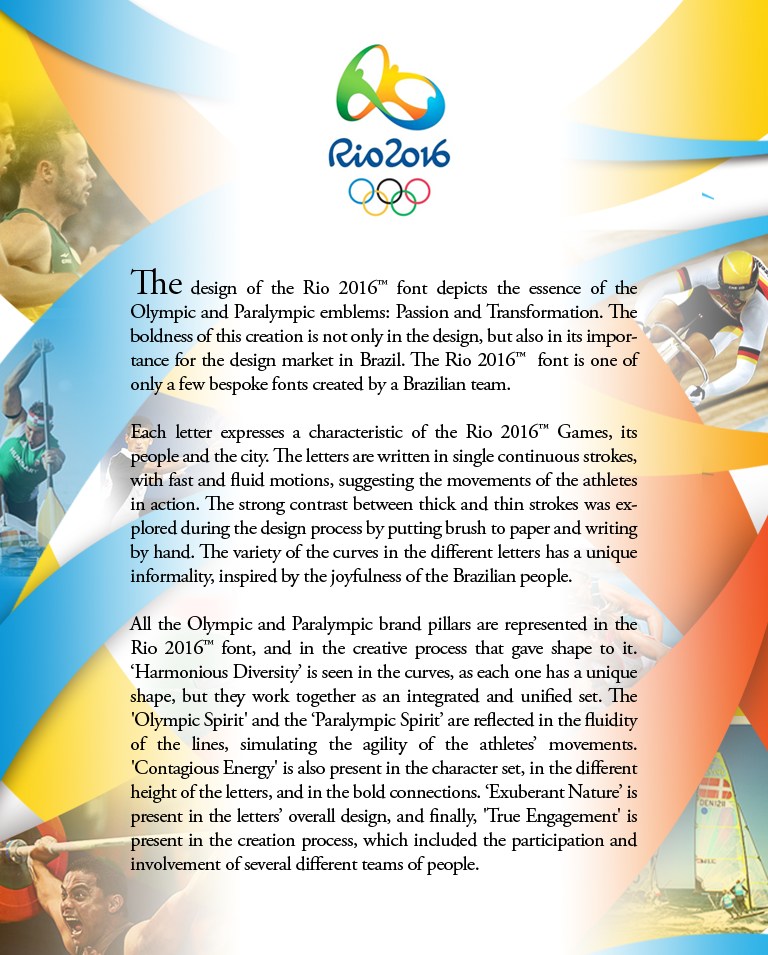 Rio2016
The design of the Rio 2016™ font depicts the essence of the
Olympic and Paralympic emblems: Passion and Transformation. The
boldness of this creation is not only in the design, but also in its impor-
tance for the design market in Brazil. The Rio 2016™ font is one of
only a few bespoke fonts created by a Brazilian team.
Each letter expresses a characteristic of the Rio 2016™ Games, its
people and the city. The letters are written in single continuous strokes,
with fast and fluid motions, suggesting the movements of the athletes
in action. The strong contrast between thick and thin strokes was ex-
plored during the design process by putting brush to paper and writing
by hand. The variety of the curves in the different letters has a unique
informality, inspired by the joyfulness of the Brazilian people.
All the Olympic and Paralympic brand pillars are represented in the
Rio 2016™ font, and in the creative process that gave shape to it.
‘Harmonious Diversity’ is seen in the curves, as each one has a unique
shape, but they work together as an integrated and unified set. The
'Olympic Spirit' and the ‘Paralympic Spirit’ are reflected in the fluidity
of the lines, simulating the agility of the athletes’ movements.
'Contagious Energy' is also present in the character set, in the different
height of the letters, and in the bold connections. ‘Exuberant Nature’ is
present in the letters’ overall design, and finally, 'True Engagement' is
present in the creation process, which included the participation and
involvement of several different teams of people.